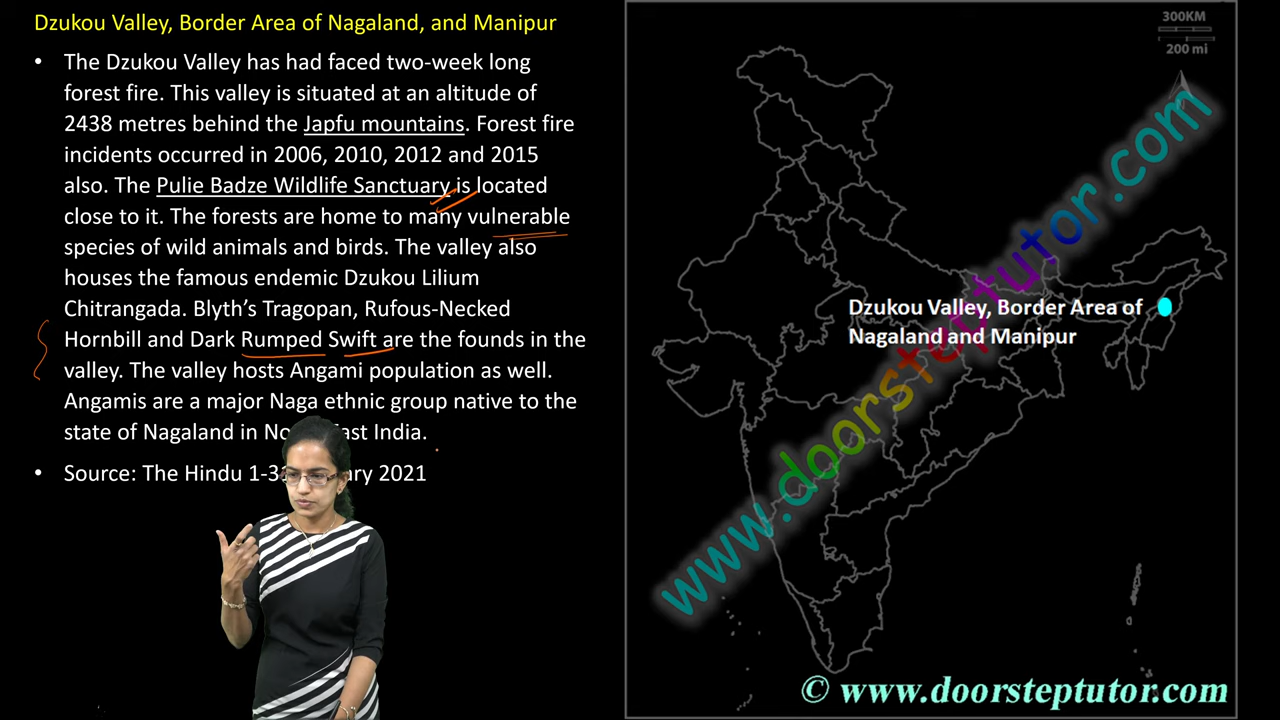 Dzukou Valley, Border Area of Nagaland, and Manipur
• The Dzukou Valley has had faced two-week long
forest fire. This valley is situated at an altitude of
2438 metres behind the Japfu mountains. Forest fire
incidents occurred in 2006, 2010, 2012 and 2015
also. The Pulie Badze Wildlife Sanctuary is located
close to it. The forests are home to many vulnerable
species of wild animals and birds. The valley also
houses the famous endemic Dzukou Lilium
Chitrangada. Blyth’s Tragopan, Rufous-Necked
Hornbill and Dark Rumped Swift are the founds in the
valley. The valley hosts Angami population as well.
Angamis are a major Naga ethnic group native to the
state of Nagaland in East India.
• Source: The Hindu 2021
300KM
200 mi
Dzukou Valley, Border Area of
Nagaland and Manipur
www.doorsteptutor.com
© www.doorsteptutor.com